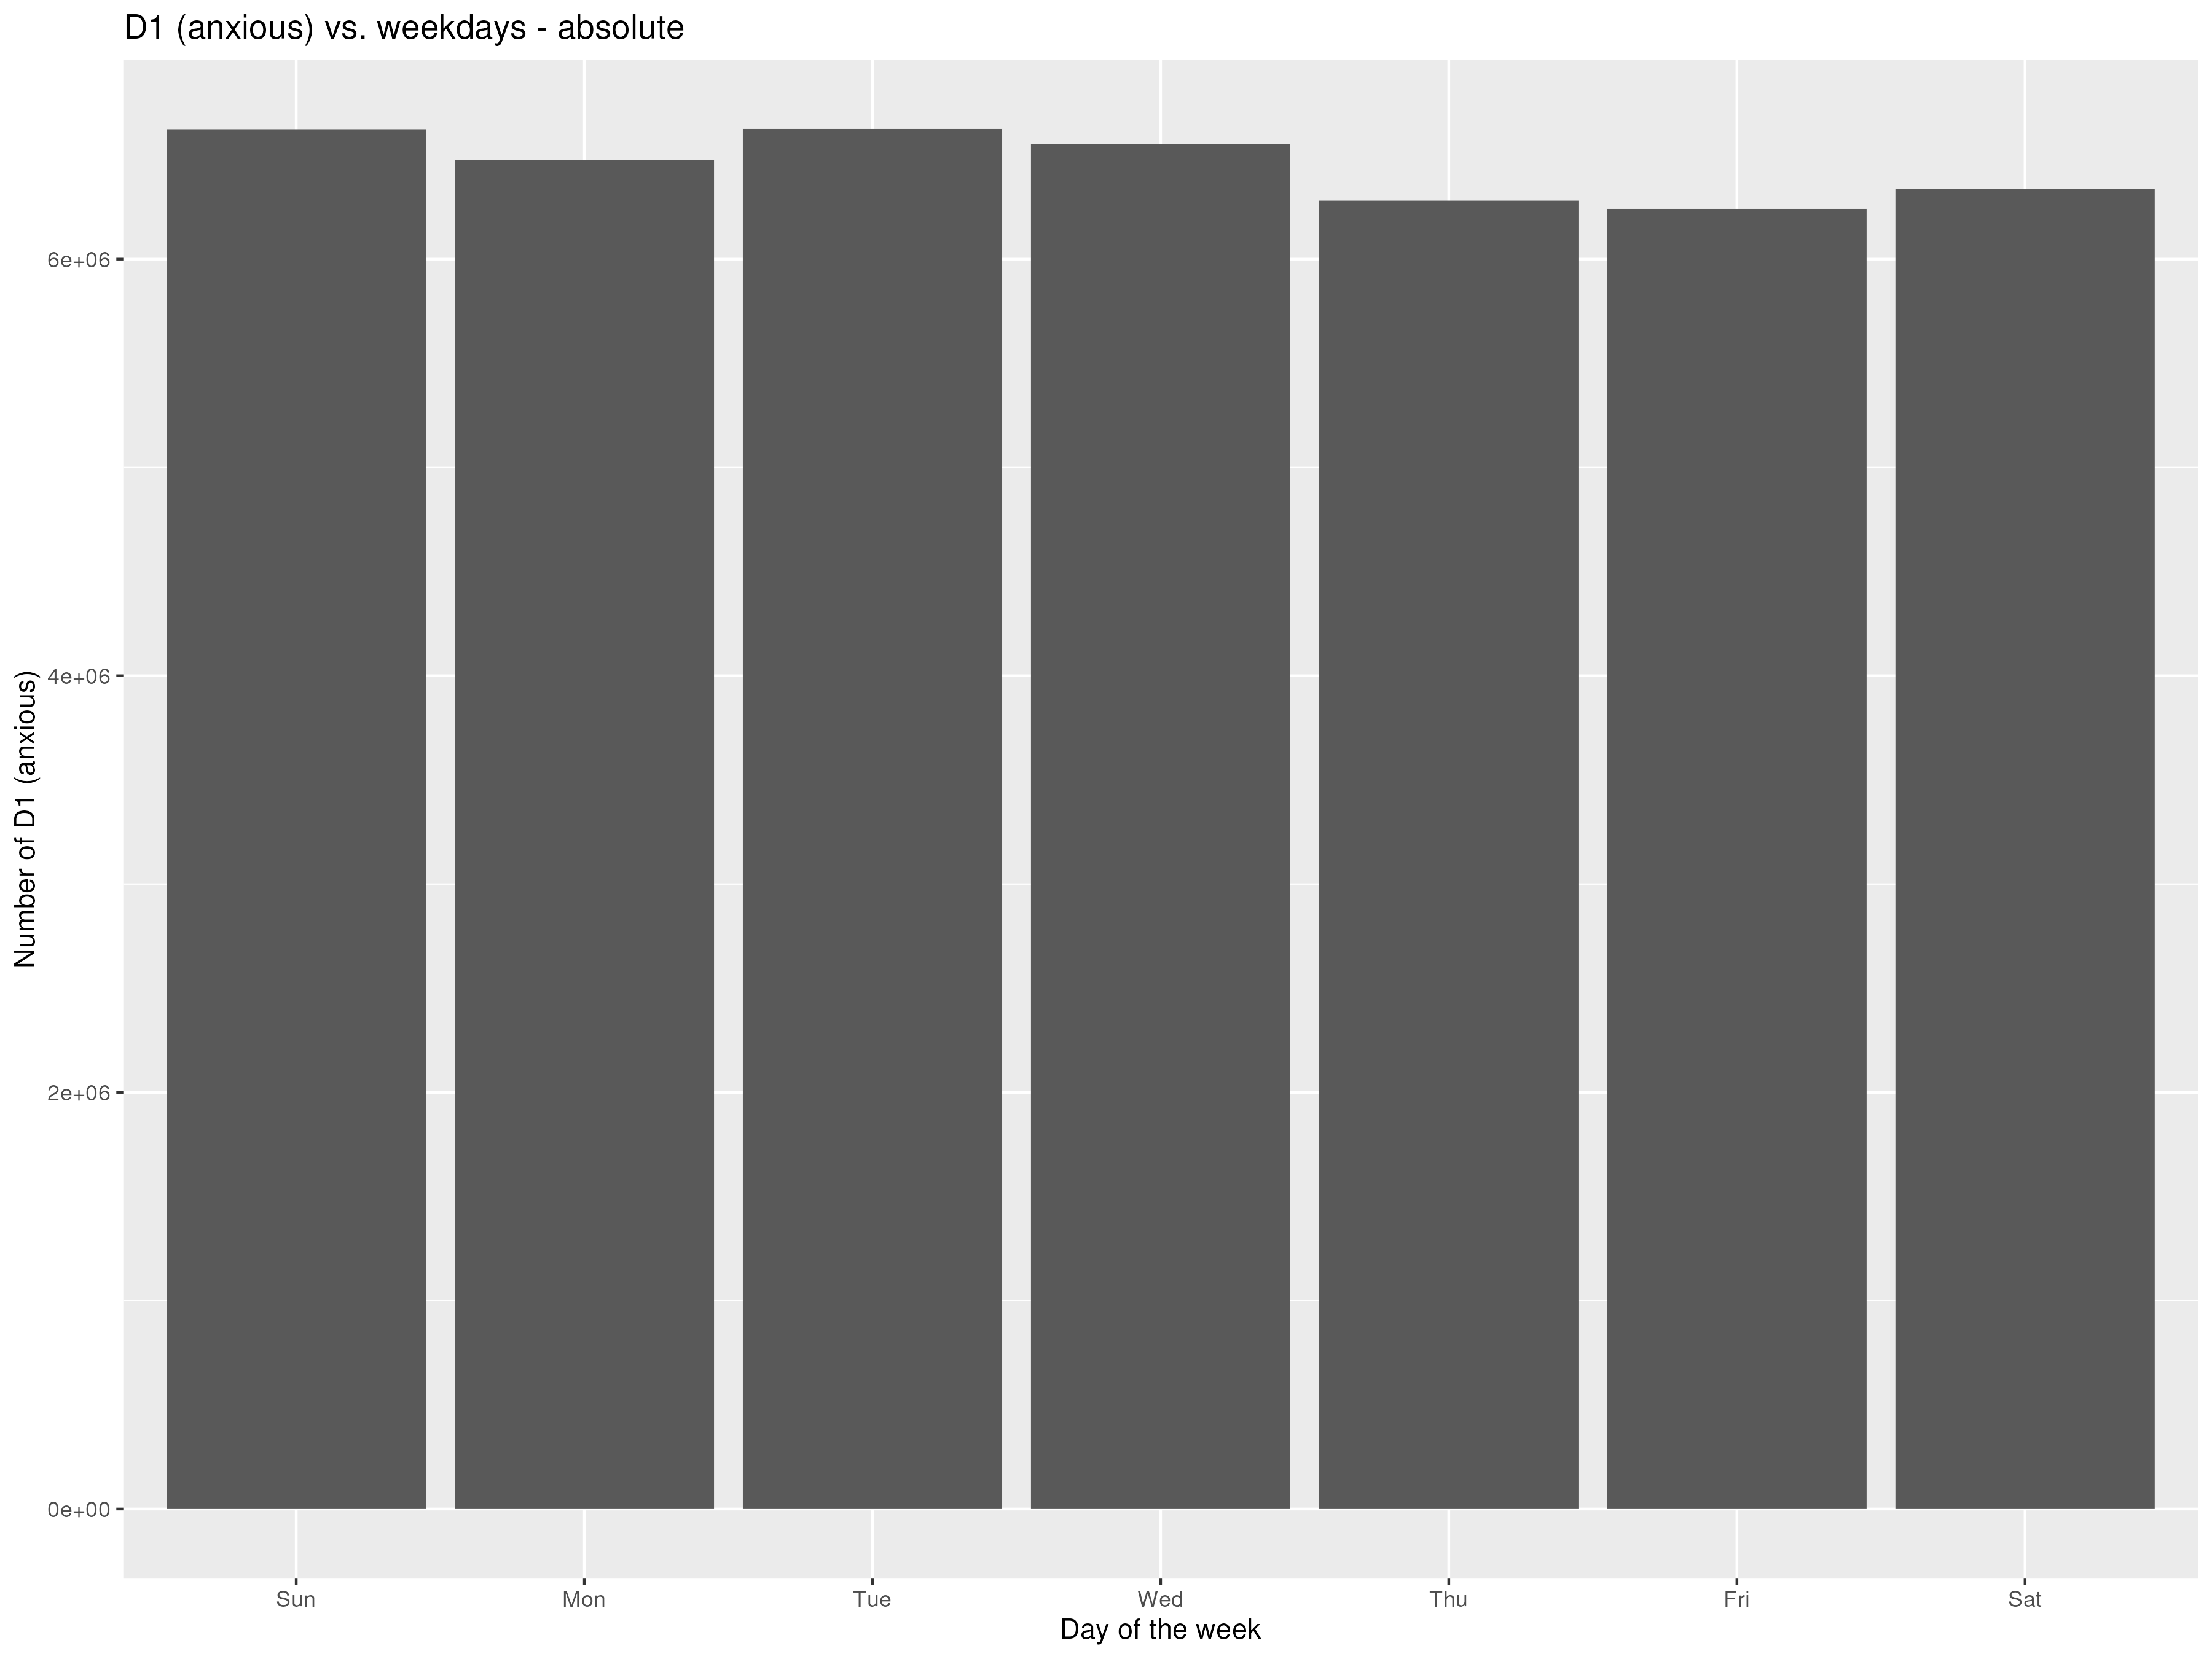 D1 (anxious) vs. weekdays - absolute
Number of D1 (anxious)
6e+06
4e+06
2e+06
0e+00
Sun Mon Tue Wed Thu Fri Sat
Day of the week